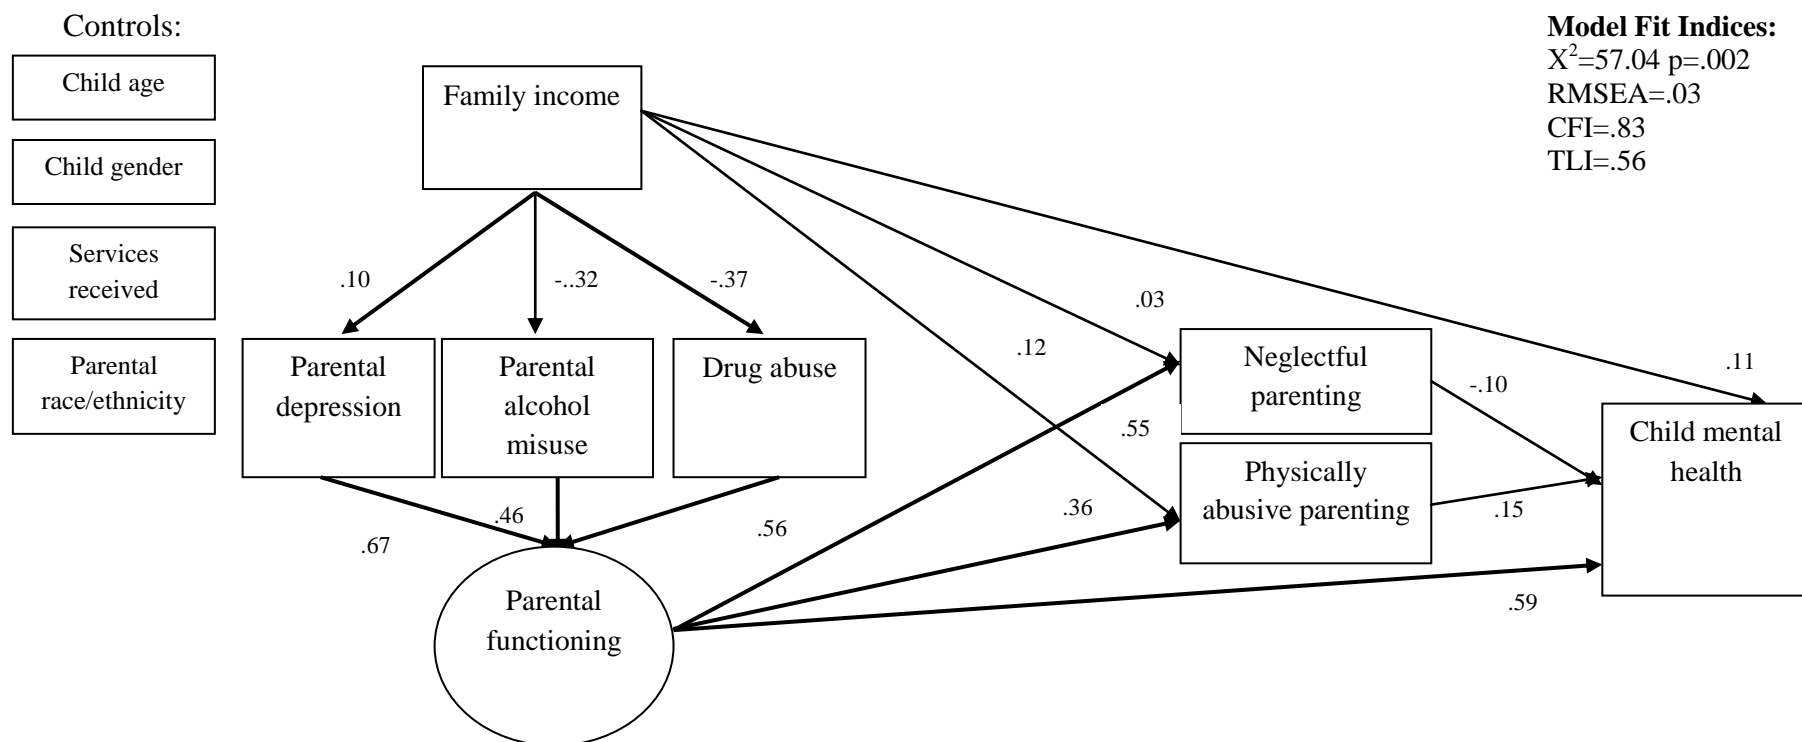 Controls:
Child age
Child gender
Services
received
Parental
race/ethnicity
Family income
Model Fit Indices:
X²=57.04 p=.002
RMSEA=.03
CFI=.83
TLI=.56
.10
-..32
-.37
.03
.12
.11
Parental
depression
Parental
alcohol
misuse
Drug abuse
Neglectful
parenting
-.10
.55
Physically
abusive parenting
.15
Child mental
health
.67
.46
.56
.36
.59
Parental
functioning